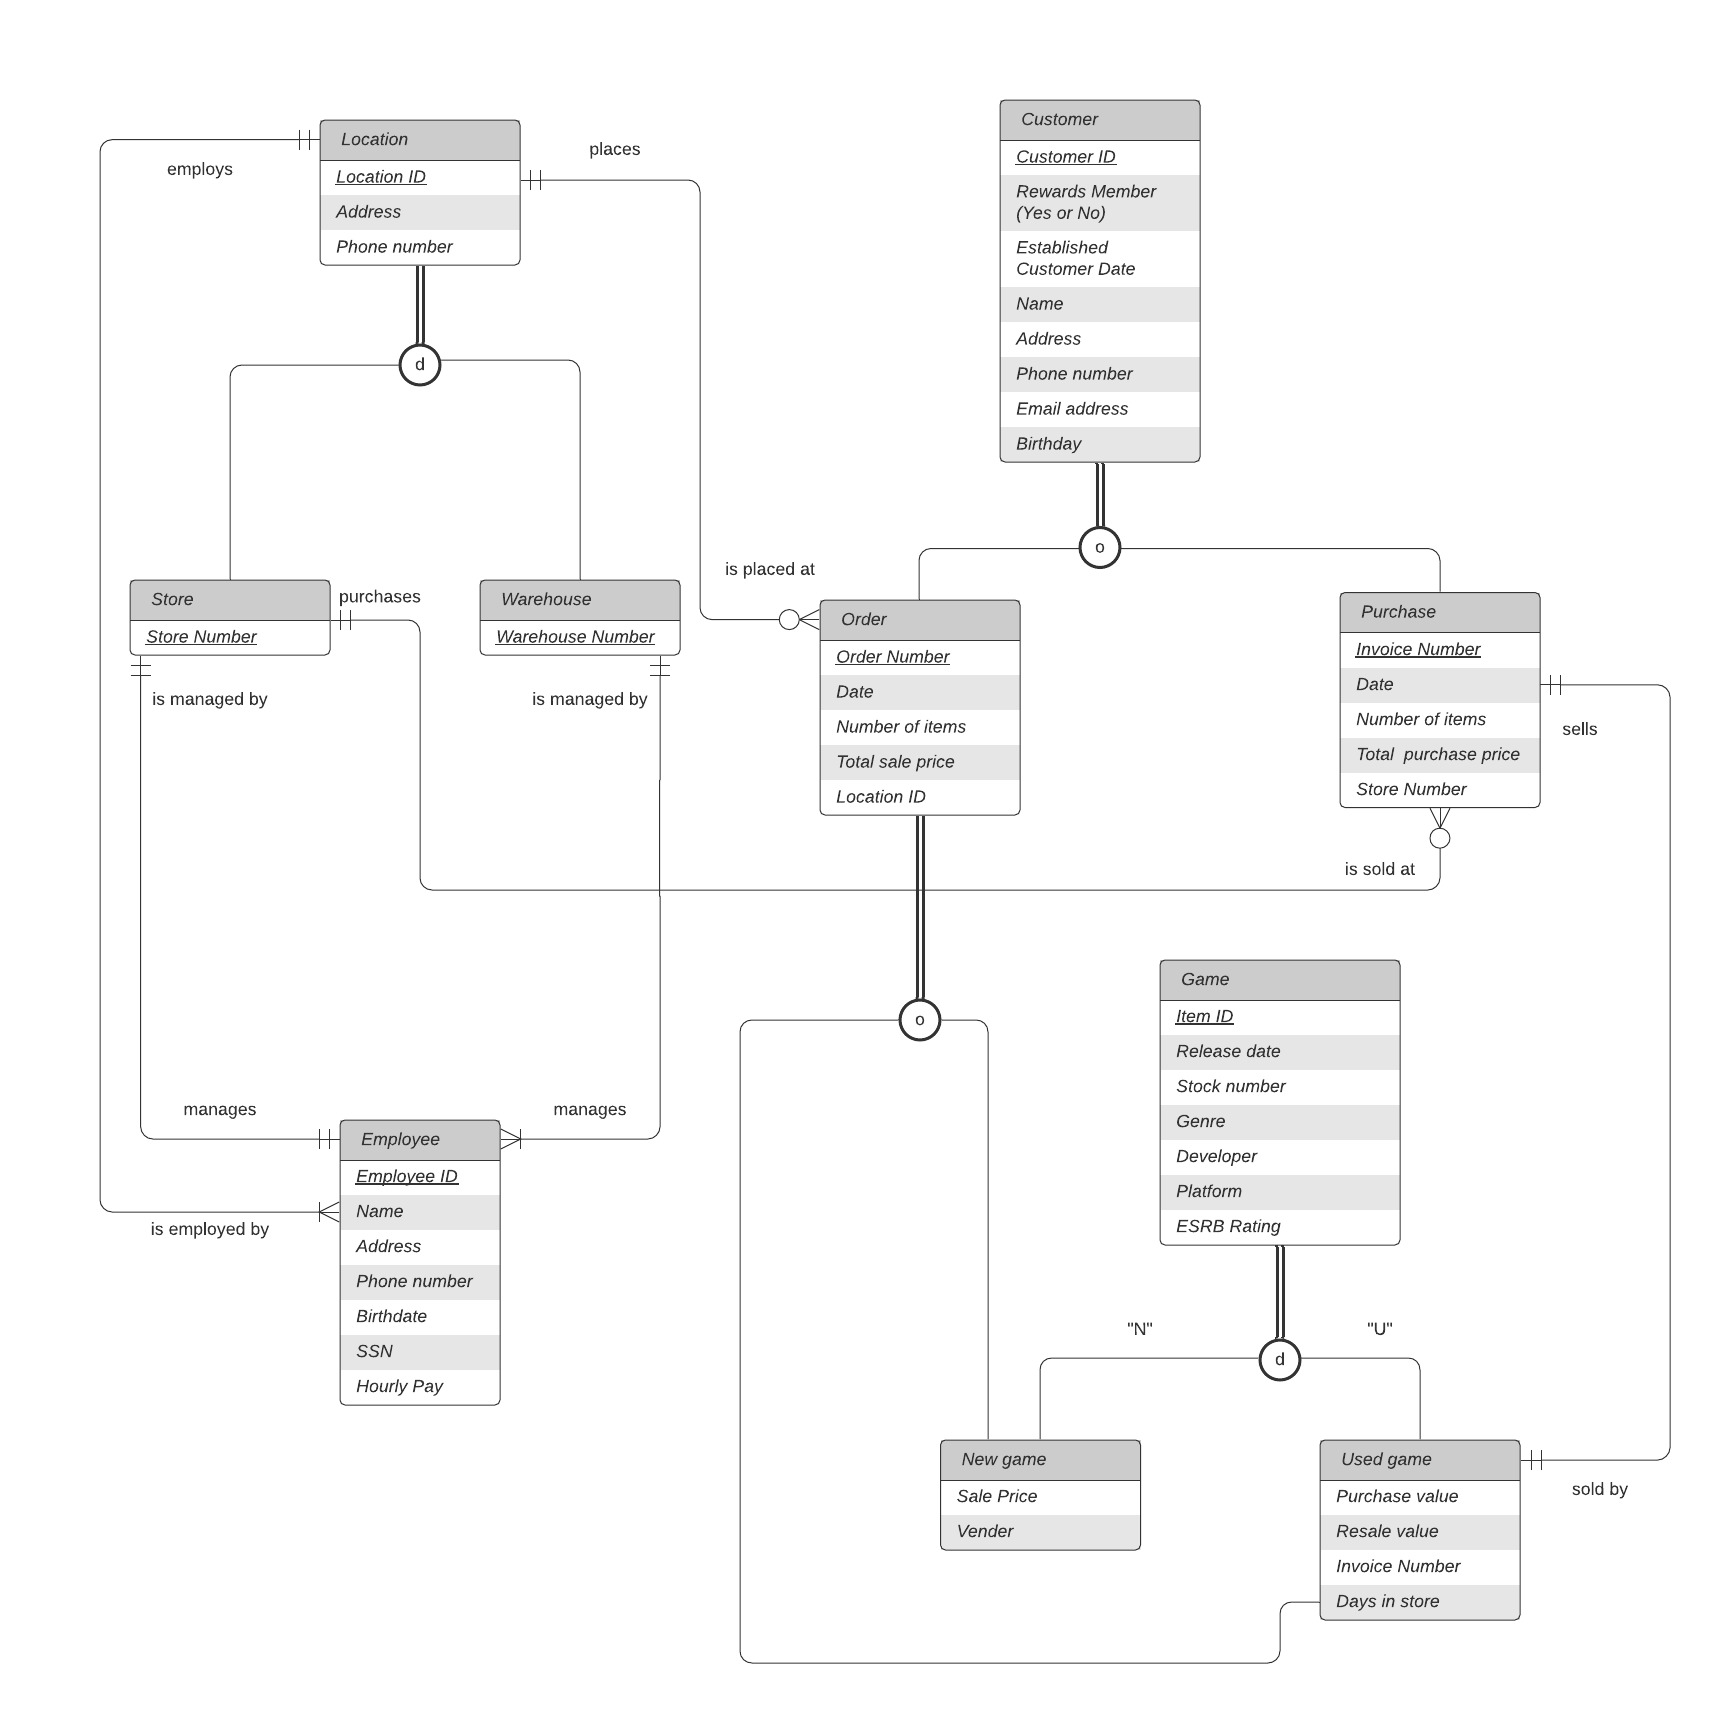 Customer
Customer ID
Rewards Member
(Yes or No)
Established
Customer Date
Name
Address
Phone number
Email address
Birthday
o
Location
Location ID
Address
Phone number
employs
places
d
Store
Store Number
purchases
is managed by
Warehouse
Warehouse Number
is managed by
is placed at
Order
Order Number
Date
Number of items
Total sale price
Location ID
o
Purchase
Invoice Number
Date
Number of items
Total  purchase price
Store Number
sells
is sold at
manages
manages
Employee
Employee ID
Name
Address
Phone number
Birthdate
SSN
Hourly Pay
is employed by
Game
Item ID
Release date
Stock number
Genre
Developer
Platform
ESRB Rating
"N"
"U"
d
New game
Sale Price
Vender
Used game
Purchase value
Resale value
Invoice Number
Days in store
sold by